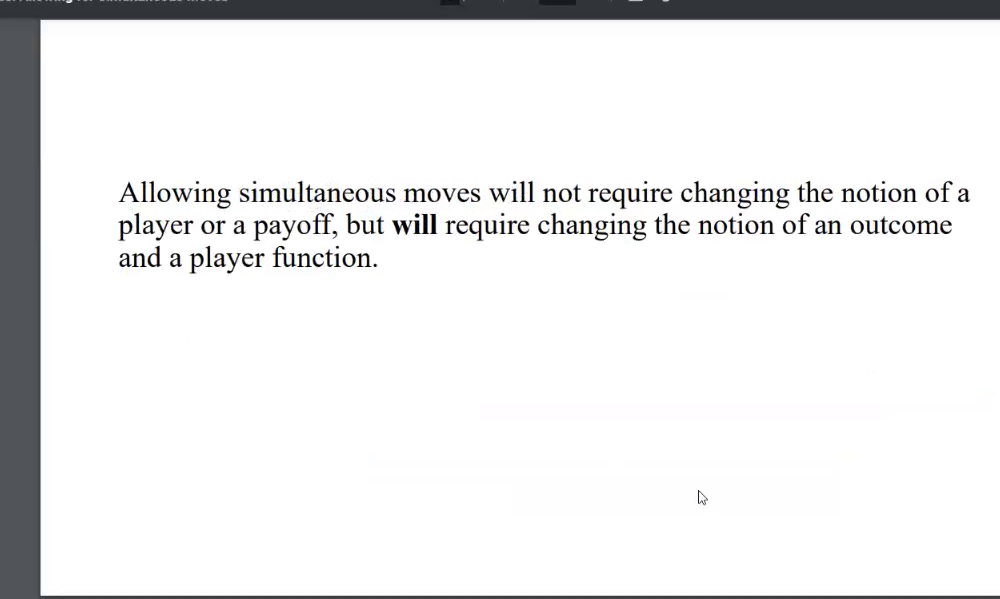 Allowing simultaneous moves will not require changing the notion of a
player or a payoff, but will require changing the notion of an outcome
and a player function.